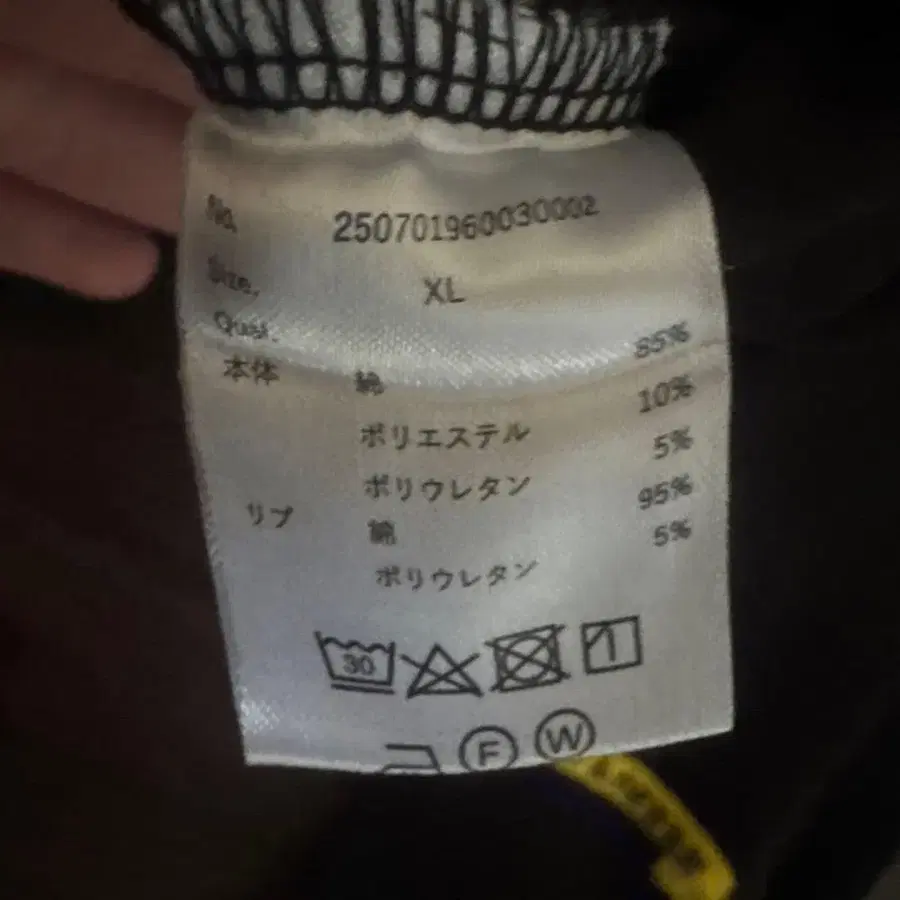 No. 250701960030002
Size. XL
Qual.
本体 綿 85%
ポリエステル 10%
ポリウレタン 5%
リブ 綿 95%
ポリウレタン 5%
30
F W